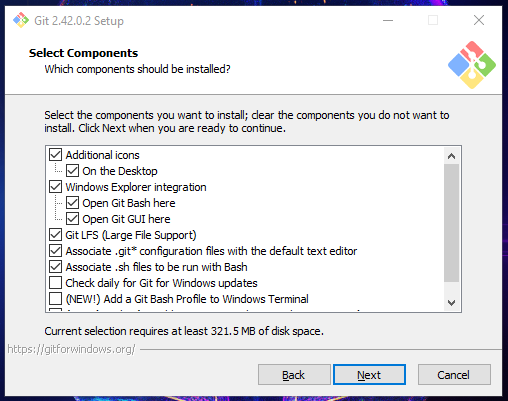 Git 2.42.0.2 Setup
Select Components
Which components should be installed?
Select the components you want to install; clear the components you do not want to
install. Click Next when you are ready to continue.
Additional icons
On the Desktop
Windows Explorer integration
Open Git Bash here
Open Git GUI here
Git LFS (Large File Support)
Associate .git* configuration files with the default text editor
Associate .sh files to be run with Bash
Check daily for Git for Windows updates
(NEW!) Add a Git Bash Profile to Windows Terminal
Current selection requires at least 321.5 MB of disk space.
https://gitforwindows.org/
Back
Next
Cancel